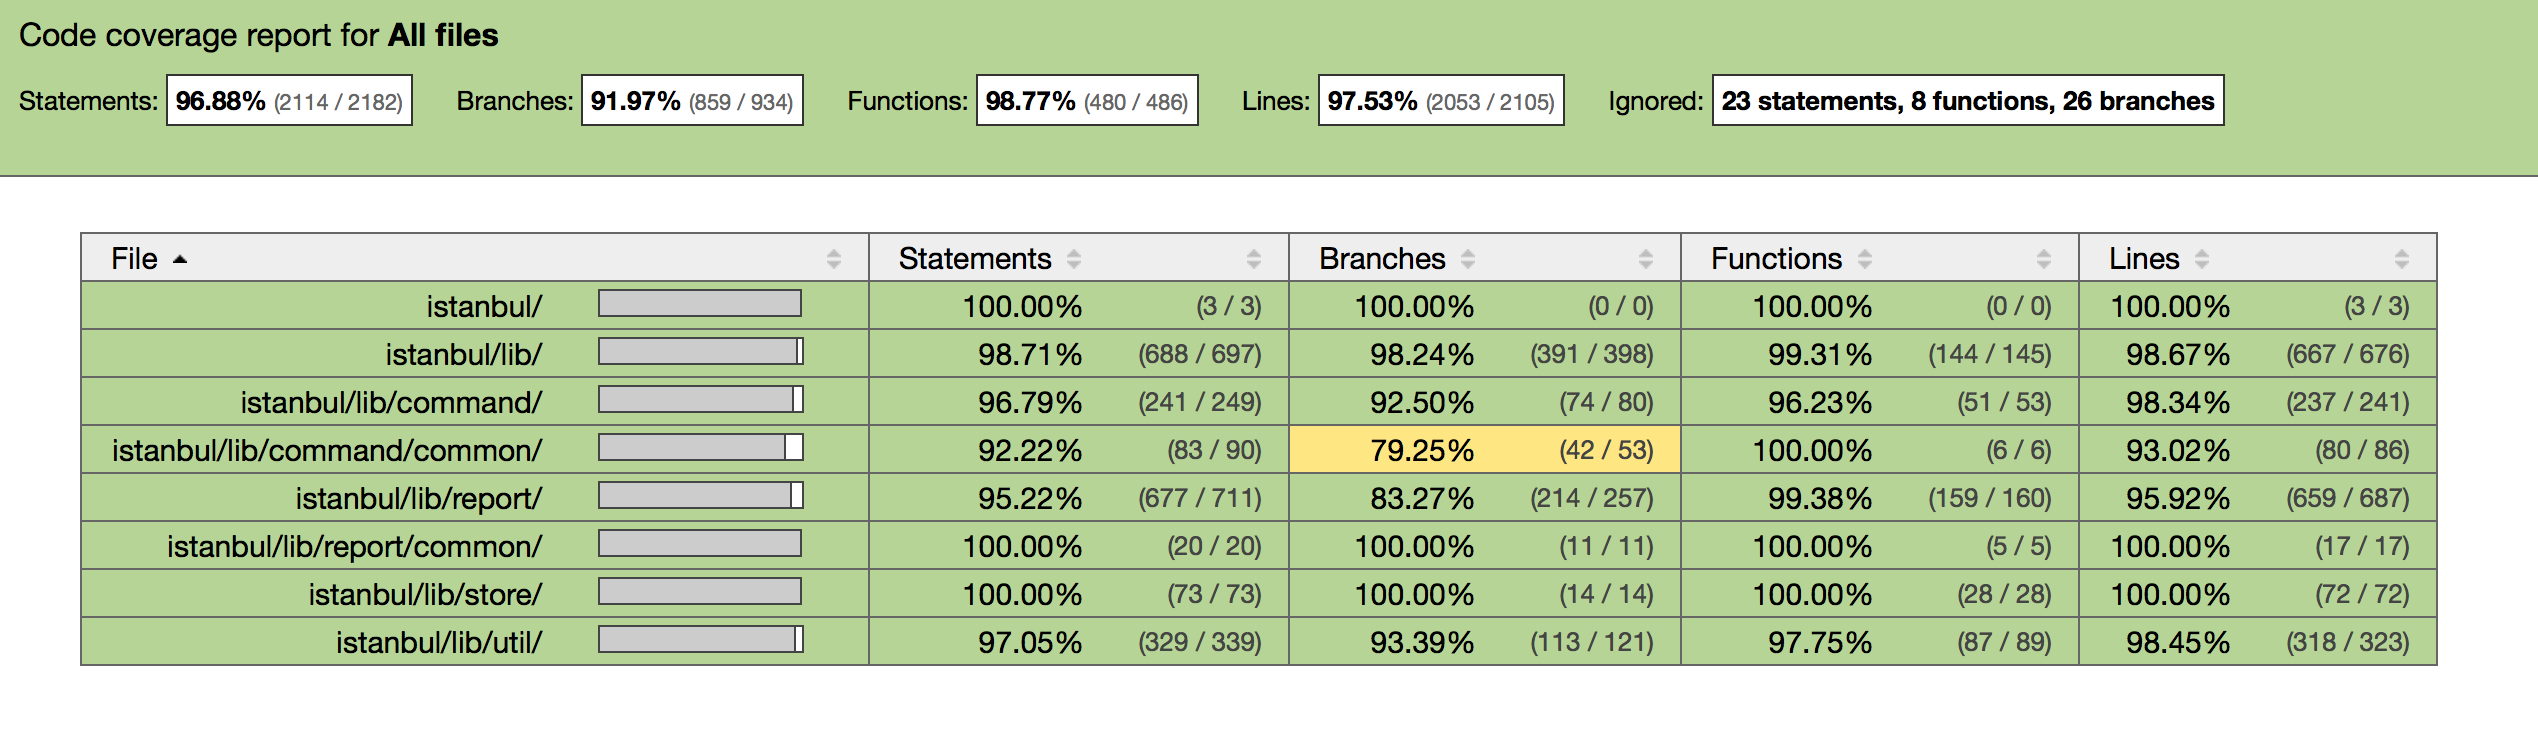 Code coverage report for All files
Statements: 96.88% (2114 / 2182) Branches: 91.97% (859 / 934) Functions: 98.77% (480 / 486) Lines: 97.53% (2053 / 2105) Ignored: 23 statements, 8 functions, 26 branches
File Statements Branches Functions Lines
istanbul/ 100.00% (3 / 3) 100.00% (0 / 0) 100.00% (0 / 0) 100.00% (3 / 3)
istanbul/lib/ 98.71% (688 / 697) 98.24% (391 / 398) 99.31% (144 / 145) 98.67% (667 / 676)
istanbul/lib/command/ 96.79% (241 / 249) 92.50% (74 / 80) 96.23% (51 / 53) 98.34% (237 / 241)
istanbul/lib/command/common/ 92.22% (83 / 90) 79.25% (42 / 53) 100.00% (6 / 6) 93.02% (80 / 86)
istanbul/lib/report/ 95.22% (677 / 711) 83.27% (214 / 257) 99.38% (159 / 160) 95.92% (659 / 687)
istanbul/lib/report/common/ 100.00% (20 / 20) 100.00% (11 / 11) 100.00% (5 / 5) 100.00% (17 / 17)
istanbul/lib/store/ 100.00% (73 / 73) 100.00% (14 / 14) 100.00% (28 / 28) 100.00% (72 / 72)
istanbul/lib/util/ 97.05% (329 / 339) 93.39% (113 / 121) 97.75% (87 / 89) 98.45% (318 / 323)